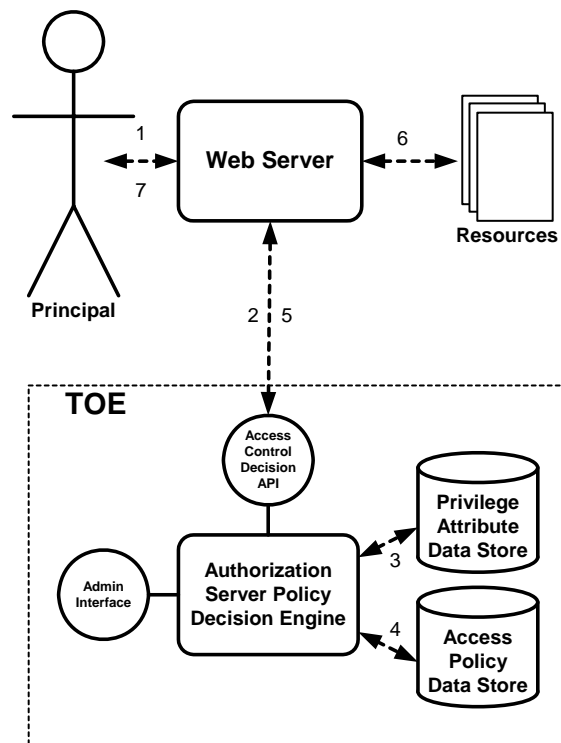 1
7
Web Server
6
Resources
Principal
2
5
TOE
Access
Control
Decision
API
Privilege
Attribute
Data Store
3
Admin
Interface
Authorization
Server Policy
Decision Engine
4
Access
Policy
Data Store